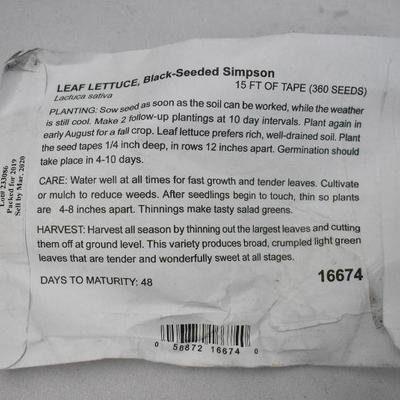 LEAF LETTUCE, Black-Seeded Simpson
Lactuca sativa
15 FT OF TAPE (360 SEEDS)
PLANTING: Sow seed as soon as the soil can be worked, while the weather
is still cool. Make 2 follow-up plantings at 10 day intervals. Plant again in
early August for a fall crop. Leaf lettuce prefers rich, well-drained soil. Plant
the seed tapes 1/4 inch deep, in rows 12 inches apart. Germination should
take place in 4-10 days.
CARE: Water well at all times for fast growth and tender leaves. Cultivate
or mulch to reduce weeds. After seedlings begin to touch, thin so plants
are 4-8 inches apart. Thinnings make tasty salad greens.
HARVEST: Harvest all season by thinning out the largest leaves and cutting
them off at ground level. This variety produces broad, crumpled light green
leaves that are tender and wonderfully sweet at all stages.
DAYS TO MATURITY: 48
16674
0 58872 16674 0
Lot# 233086
Packed for 2019
Sell by Mar. 2020